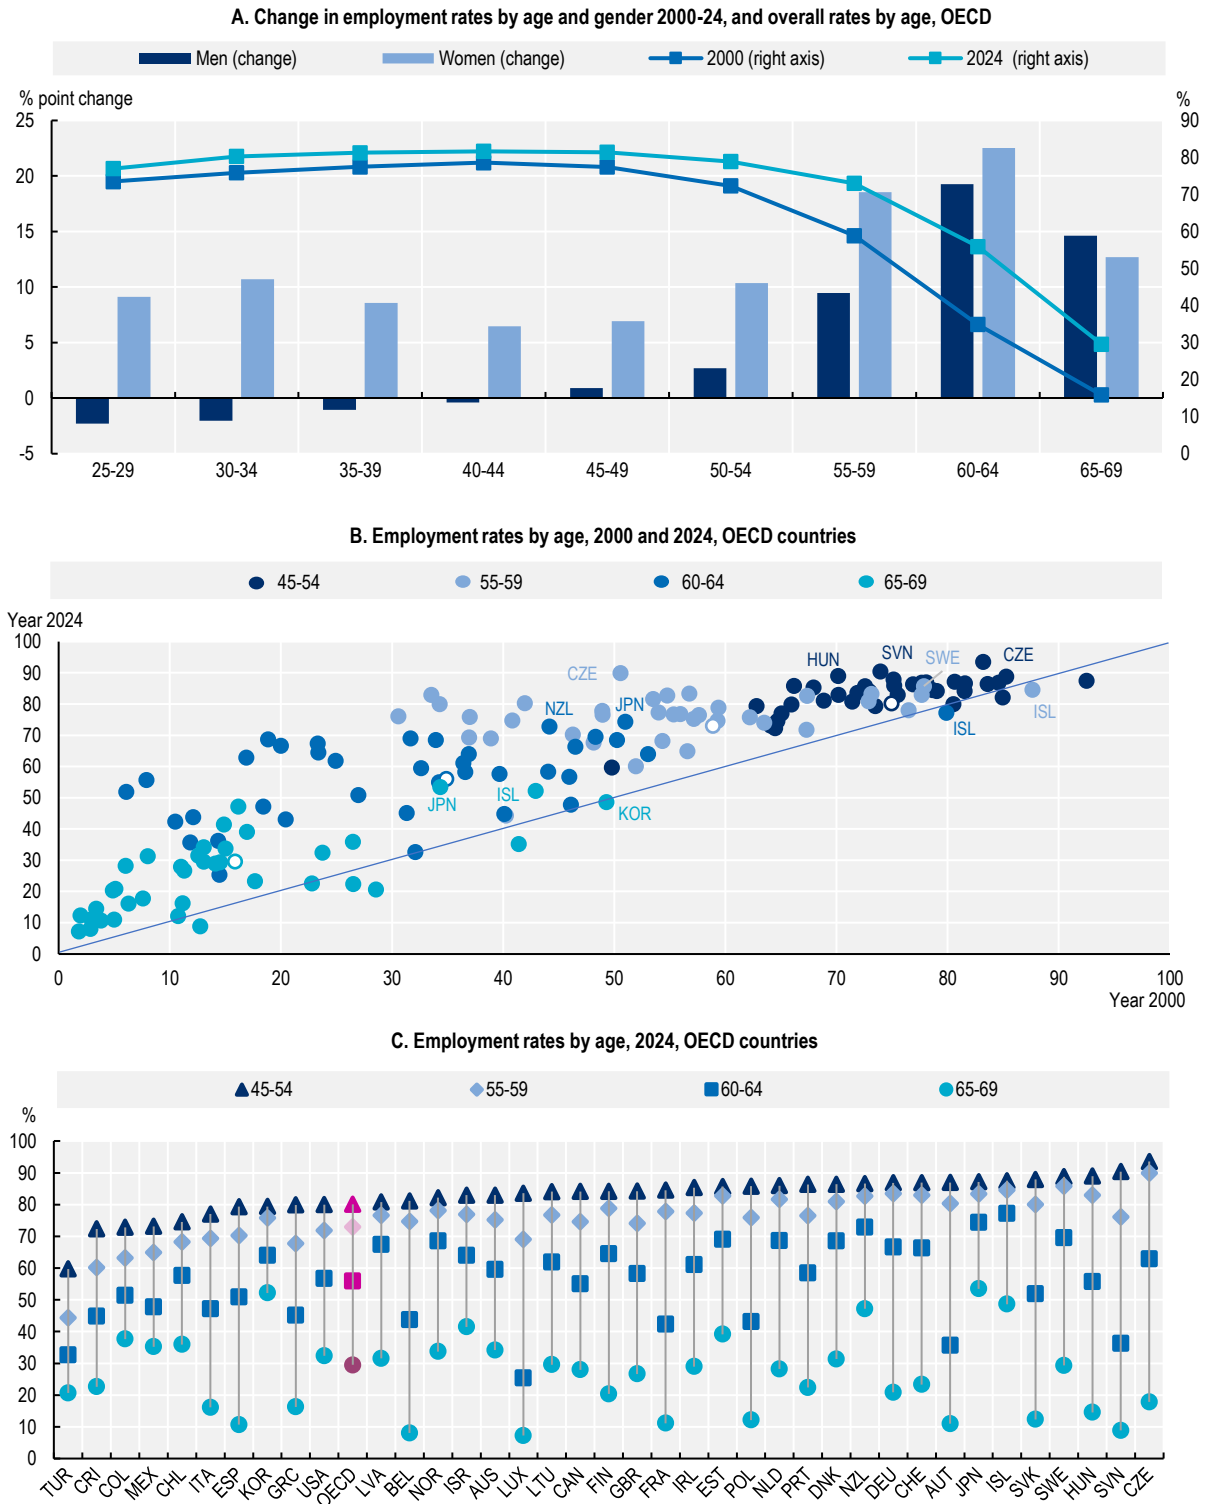 A. Change in employment rates by age and gender 2000-24, and overall rates by age, OECD
Men (change) Women (change) 2000 (right axis) 2024 (right axis)
% point change %
25 90
80
20
70
15 60
50
10
40
5 30
20
0
10
-5 0
25-29 30-34 35-39 40-44 45-49 50-54 55-59 60-64 65-69
B. Employment rates by age, 2000 and 2024, OECD countries
45-54 55-59 60-64 65-69
Year 2024
100
90
80
70
60
50
40
30
20
10
0
HUN SVN SWE CZE
CZE
NZL JPN ISL
ISL
JPN ISL KOR
0 10 20 30 40 50 60 70 80 90 100
Year 2000
C. Employment rates by age, 2024, OECD countries
45-54 55-59 60-64 65-69
%
100
90
80
70
60
50
40
30
20
10
0
TUR CRI COL MEX CHL ITA ESP KOR GRC USA OECD LVA BEL NOR ISR AUS LUX LTU CAN FIN GBR FRA IRL EST POL NLD PRT DNK NZL DEU CHE AUT JPN ISL SVK SWE HUN SVN CZE